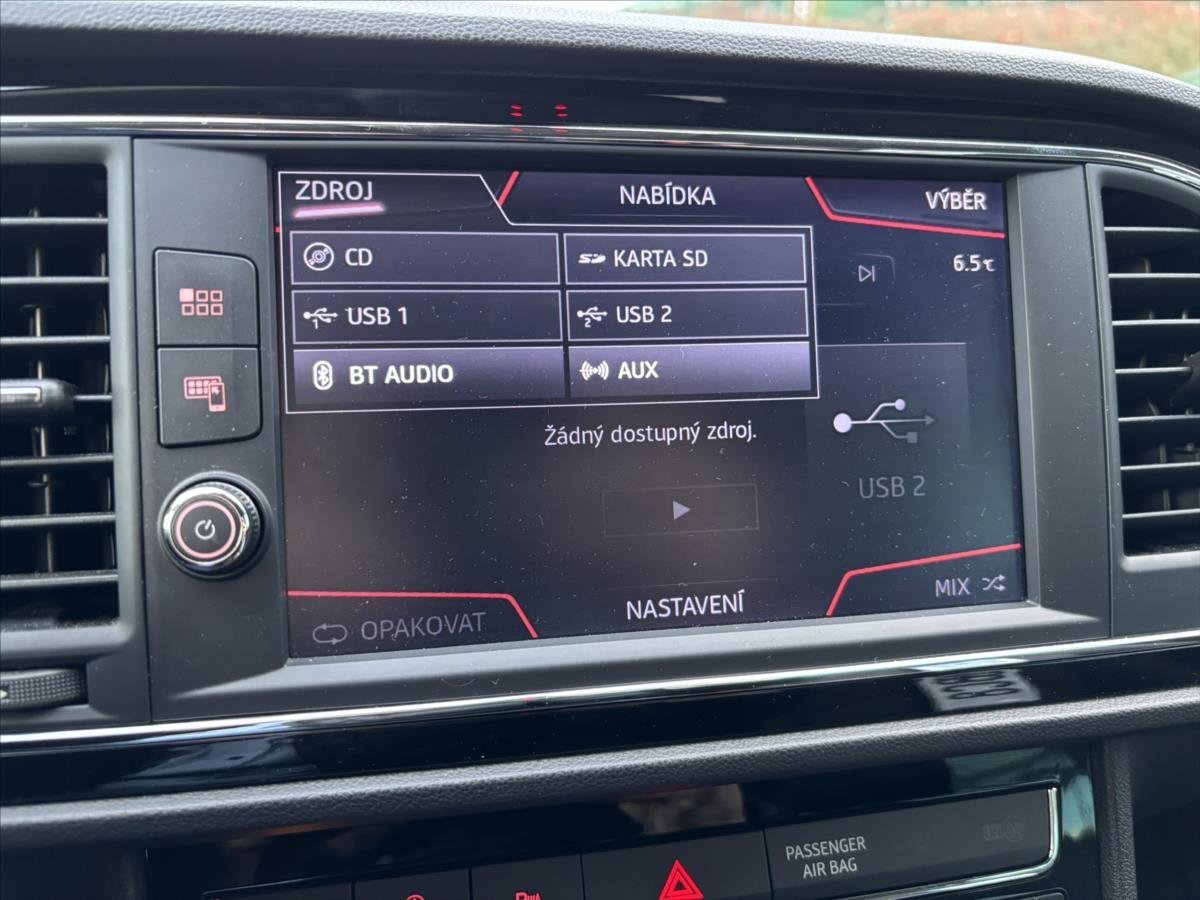 ZDROJ
NABÍDKA
VÝBĚR
CD
KARTA SD
6.5℃
USB 1
USB 2
BT AUDIO
AUX
Žádný dostupný zdroj.
USB 2
OPAKOVAT
NASTAVENÍ
MIX
PASSENGER
AIR BAG